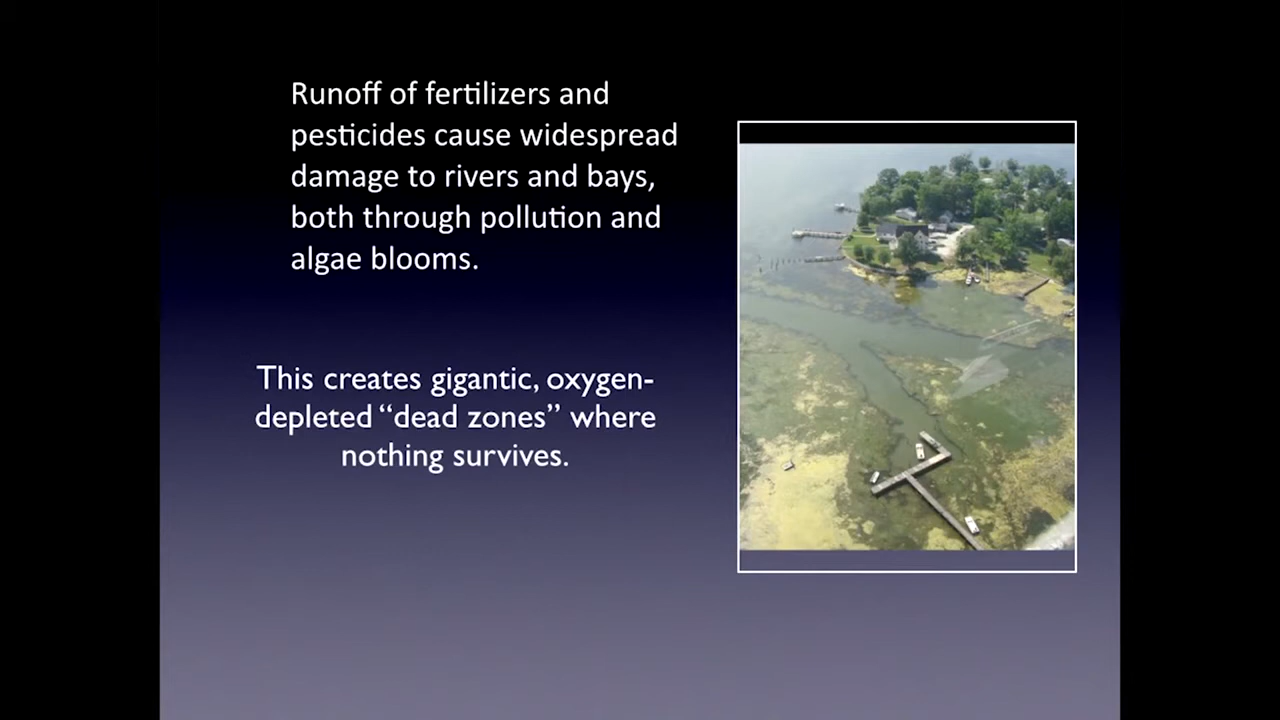 Runoff of fertilizers and
pesticides cause widespread
damage to rivers and bays,
both through pollution and
algae blooms.
This creates gigantic, oxygen-
depleted “dead zones” where
nothing survives.